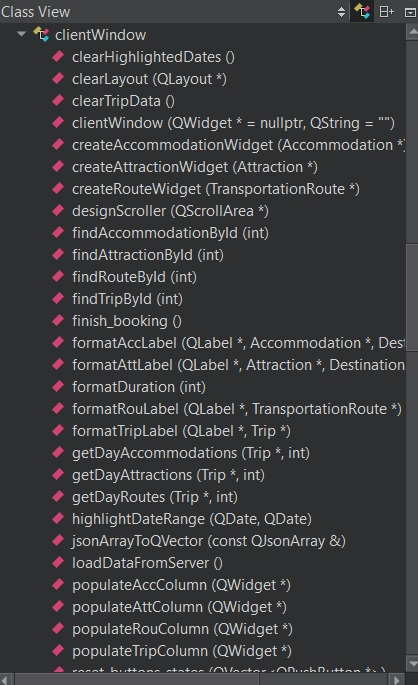 Class View
clientWindow
clearHighlightedDates ()
clearLayout (QLayout *)
clearTripData ()
clientWindow (QWidget * = nullptr, QString = "")
createAccommodationWidget (Accommodation *)
createAttractionWidget (Attraction *)
createRouteWidget (TransportationRoute *)
designScroller (QScrollArea *)
findAccommodationById (int)
findAttractionById (int)
findRouteById (int)
findTripById (int)
finish_booking ()
formatAccLabel (QLabel *, Accommodation *, Dest
formatAttLabel (QLabel *, Attraction *, Destination
formatDuration (int)
formatRouLabel (QLabel *, TransportationRoute *)
formatTripLabel (QLabel *, Trip *)
getDayAccommodations (Trip *, int)
getDayAttractions (Trip *, int)
getDayRoutes (Trip *, int)
highlightDateRange (QDate, QDate)
jsonArrayToQVector (const QJsonArray &)
loadDataFromServer ()
populateAccColumn (QWidget *)
populateAttColumn (QWidget *)
populateRouColumn (QWidget *)
populateTripColumn (QWidget *)
reset_buttons_states (QVector<QPushButton *>)